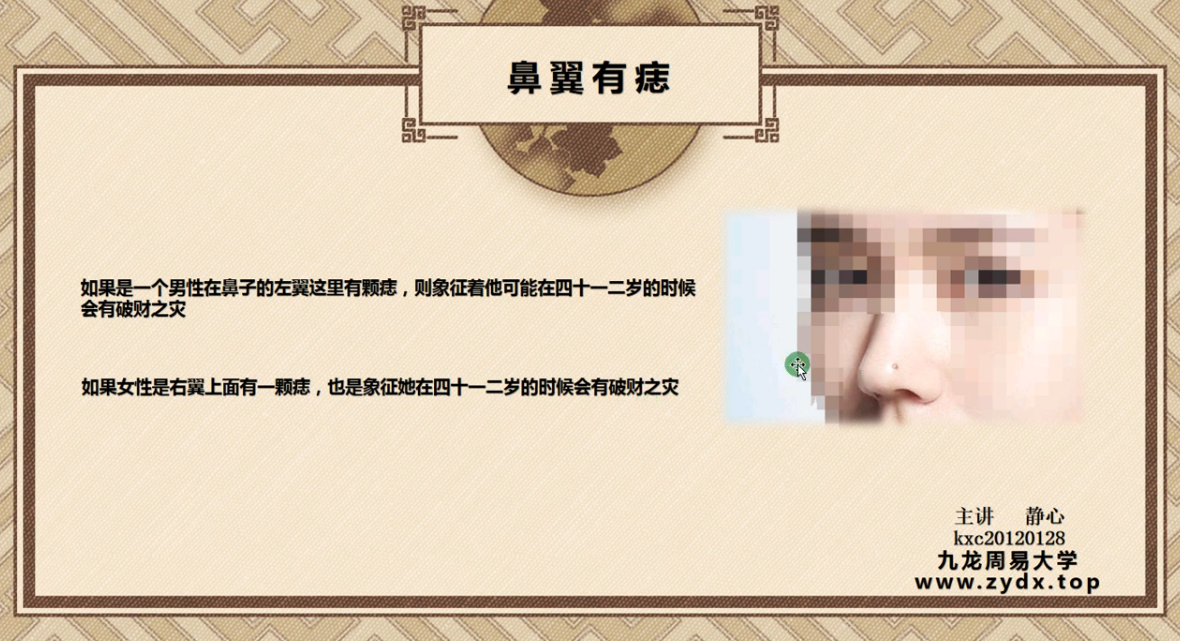 鼻翼有痣
如果是一个男性在鼻子的左翼这里有颗痣，则象征着他可能在四十一二岁的时候
会有破财之灾
如果女性是右翼上面有一颗痣，也是象征她在四十一二岁的时候会有破财之灾
主讲 静心
kxc20120128
九龙周易大学
www.zydx.top